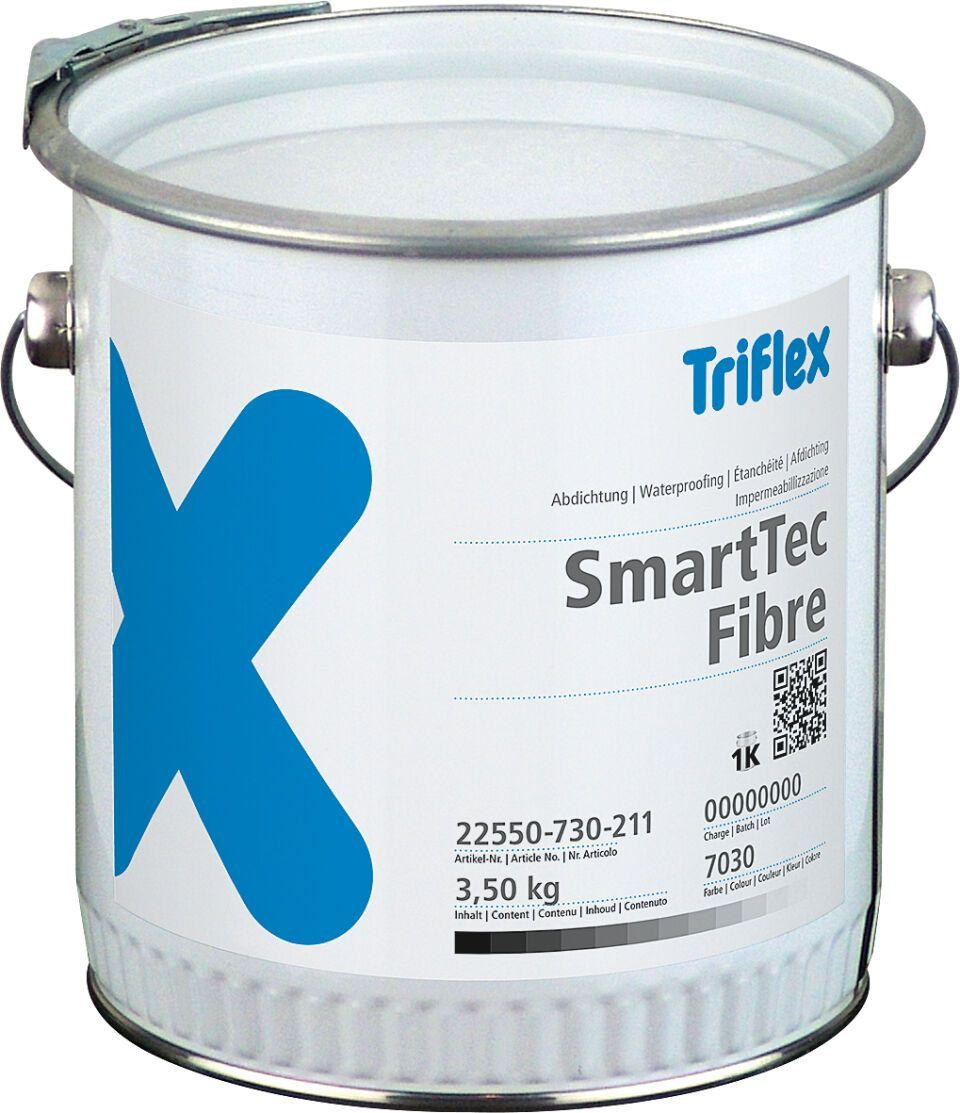 Triflex
Abdichtung | Waterproofing | Étanchéité | Afdichting
Impermeabillizzazione
SmartTec
Fibre
1K
22550-730-211
Artikel-Nr. | Article No. | Nr. Articolo
00000000
Charge | Batch | Lot
3,50 kg
Inhalt | Content | Contenu | Inhoud | Contenuto
7030
Farbe | Colour | Couleur | Kleur | Colore